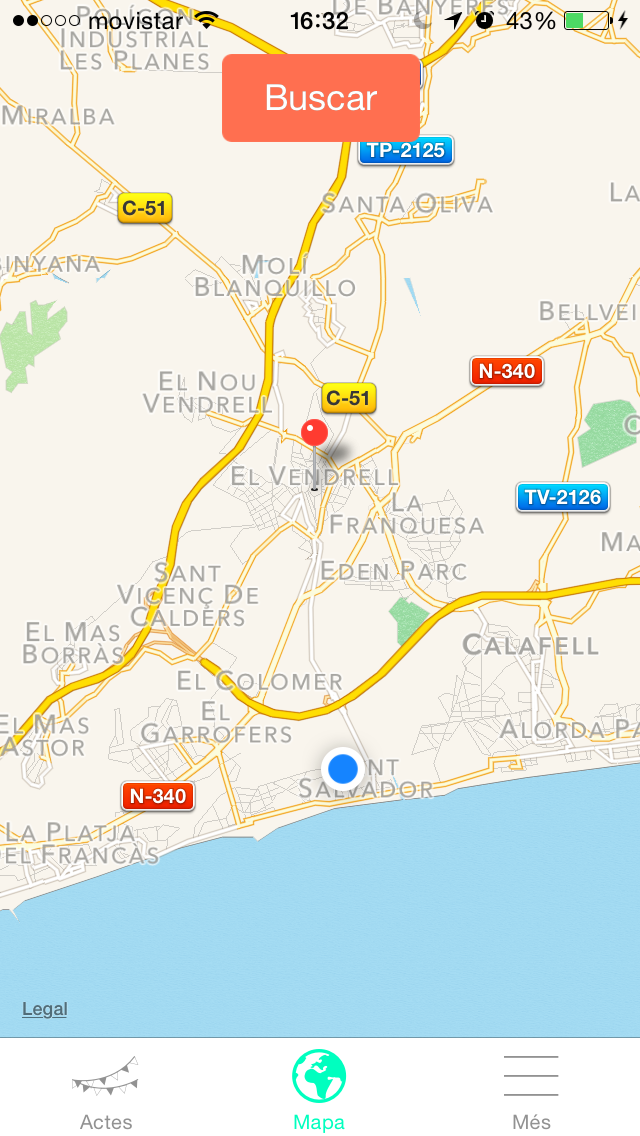 movistar 16:32 43%
POLÍGON
INDUSTRIAL
LES PLANES
DE BANYERES
Buscar
MIRALBA
TP-2125
C-51
SANTA OLIVA
LA
BINYANA
MOLÍ
BLANQUILLO
BELLVEI
N-340
EL NOU
VENDRELL
C-51
EL VENDRELL
TV-2126
LA
FRANQUESA
MA
EDEN PARC
SANT
VICENÇ DE
CALDERS
EL MAS
BORRÀS
CALAFELL
EL COLOMER
EL
GARROFERS
EL MAS
ASTOR
ALORDA PA
NT
SALVADOR
N-340
LA PLATJA
DEL FRANCÀS
Legal
Actes Mapa Més